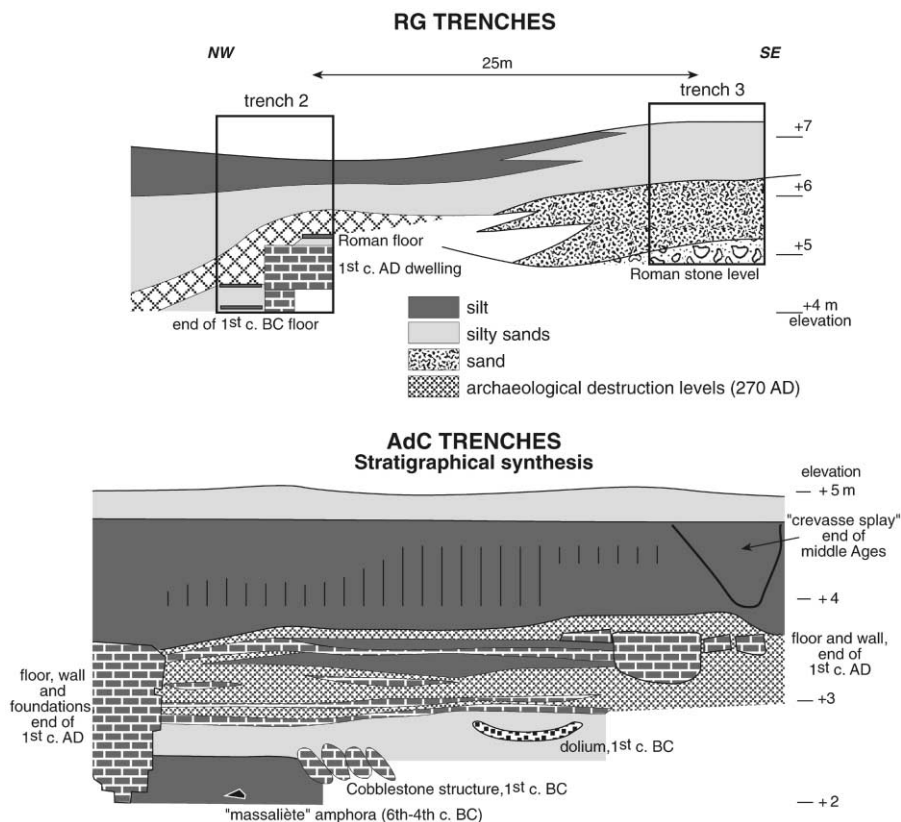 RG TRENCHES
NW
SE
25m
trench 2
trench 3
+7
+6
+5
+4 m
elevation
Roman floor
1st c. AD dwelling
Roman stone level
end of 1st c. BC floor
silt
silty sands
sand
archaeological destruction levels (270 AD)
AdC TRENCHES
Stratigraphical synthesis
elevation
+ 5 m
"crevasse splay"
end of
middle Ages
+ 4
floor and wall,
end of
1st c. AD
floor, wall
and
foundations
end of
1st c. AD
+ 3
dolium, 1st c. BC
Cobblestone structure, 1st c. BC
"massaliète" amphora (6th-4th c. BC)
+ 2